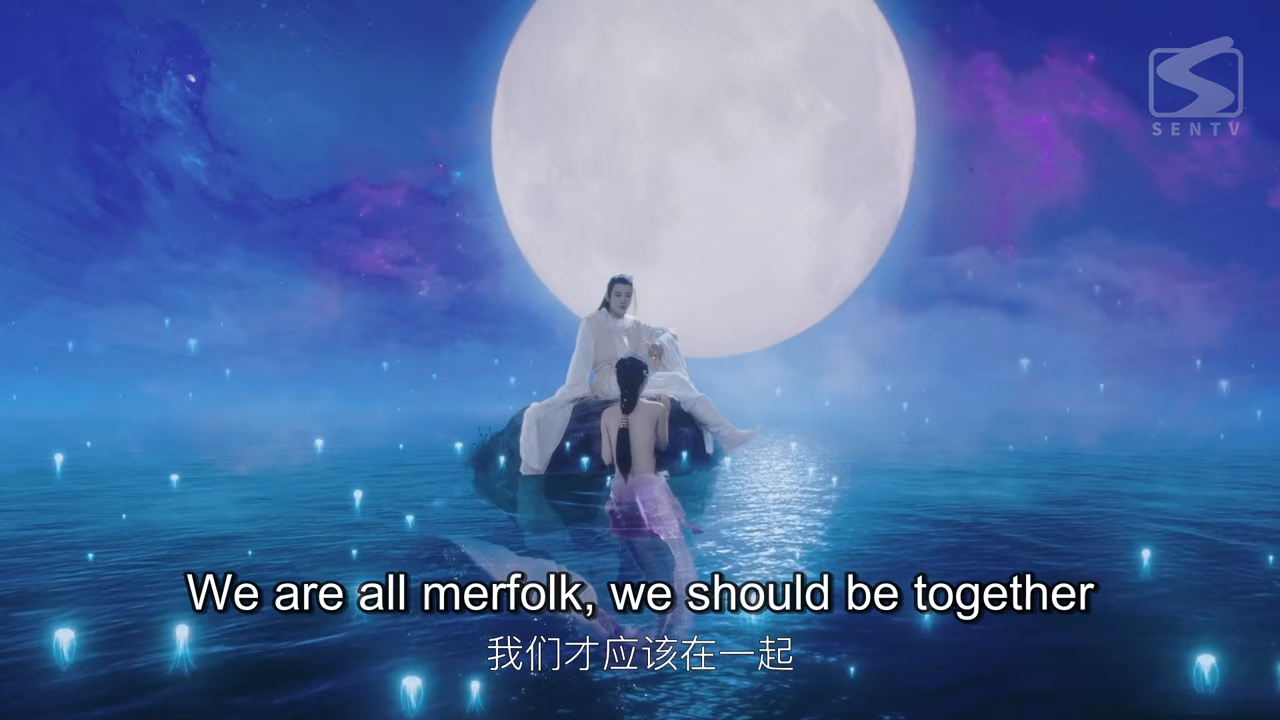 SENTV
We are all merfolk, we should be together
我们才应该在一起